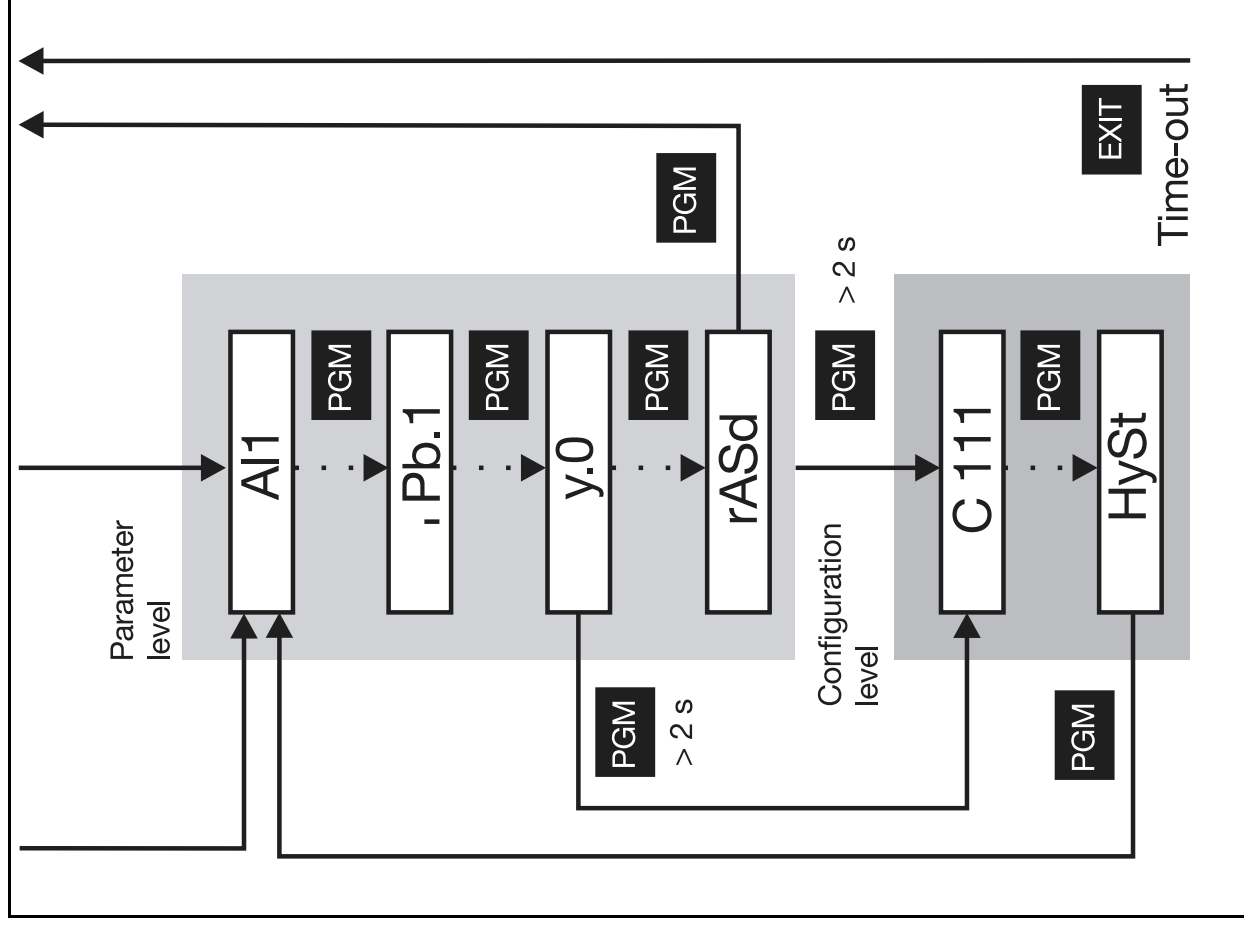 Parameter
level
Al1
PGM
.Pb.1
PGM
y.0
PGM
> 2 s
PGM
PGM
rASd
Configuration
level
PGM > 2 s
C 111
PGM
PGM
EXIT
HySt
Time-out